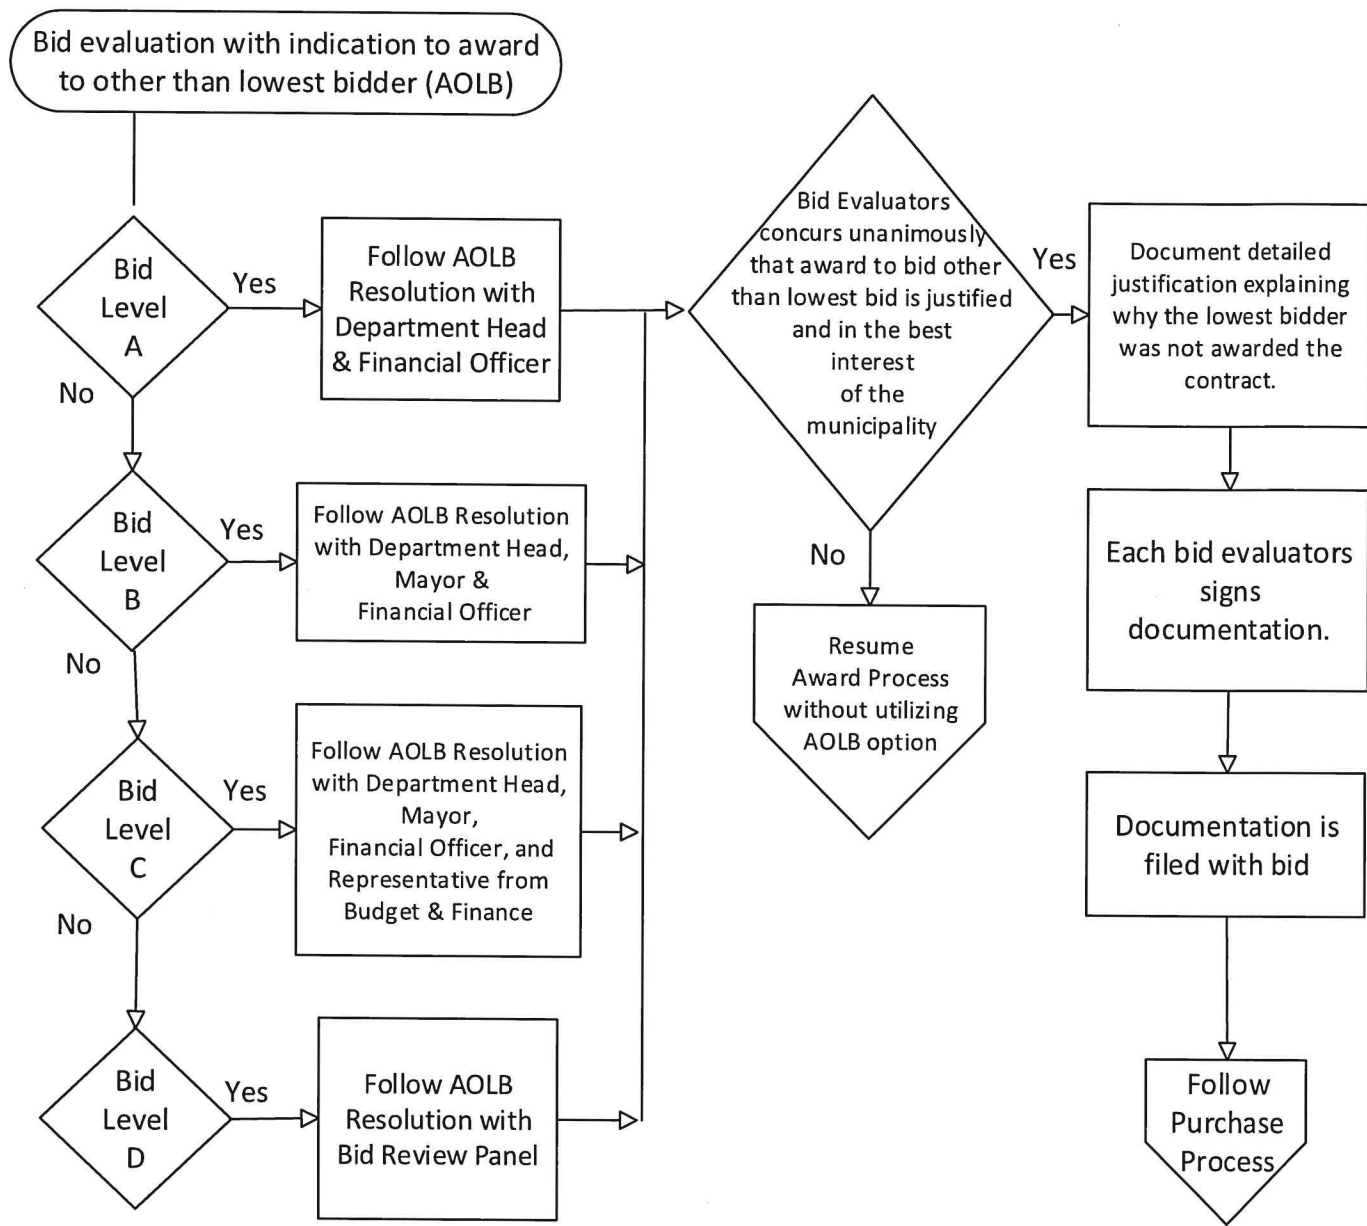 Bid evaluation with indication to award
to other than lowest bidder (AOLB)
Bid
Level
A
Yes
No
Follow AOLB
Resolution with
Department Head
& Financial Officer
Bid
Level
B
Yes
No
Follow AOLB Resolution
with Department Head,
Mayor &
Financial Officer
Bid
Level
C
Yes
No
Follow AOLB Resolution
with Department Head,
Mayor,
Financial Officer, and
Representative from
Budget & Finance
Bid
Level
D
Yes
Follow AOLB
Resolution with
Bid Review Panel
Bid Evaluators
concurs unanimously
that award to bid other
than lowest bid is justified
and in the best
interest
of the
municipality
Yes
No
Resume
Award Process
without utilizing
AOLB option
Document detailed
justification explaining
why the lowest bidder
was not awarded the
contract.
Each bid evaluators
signs
documentation.
Documentation is
filed with bid
Follow
Purchase
Process